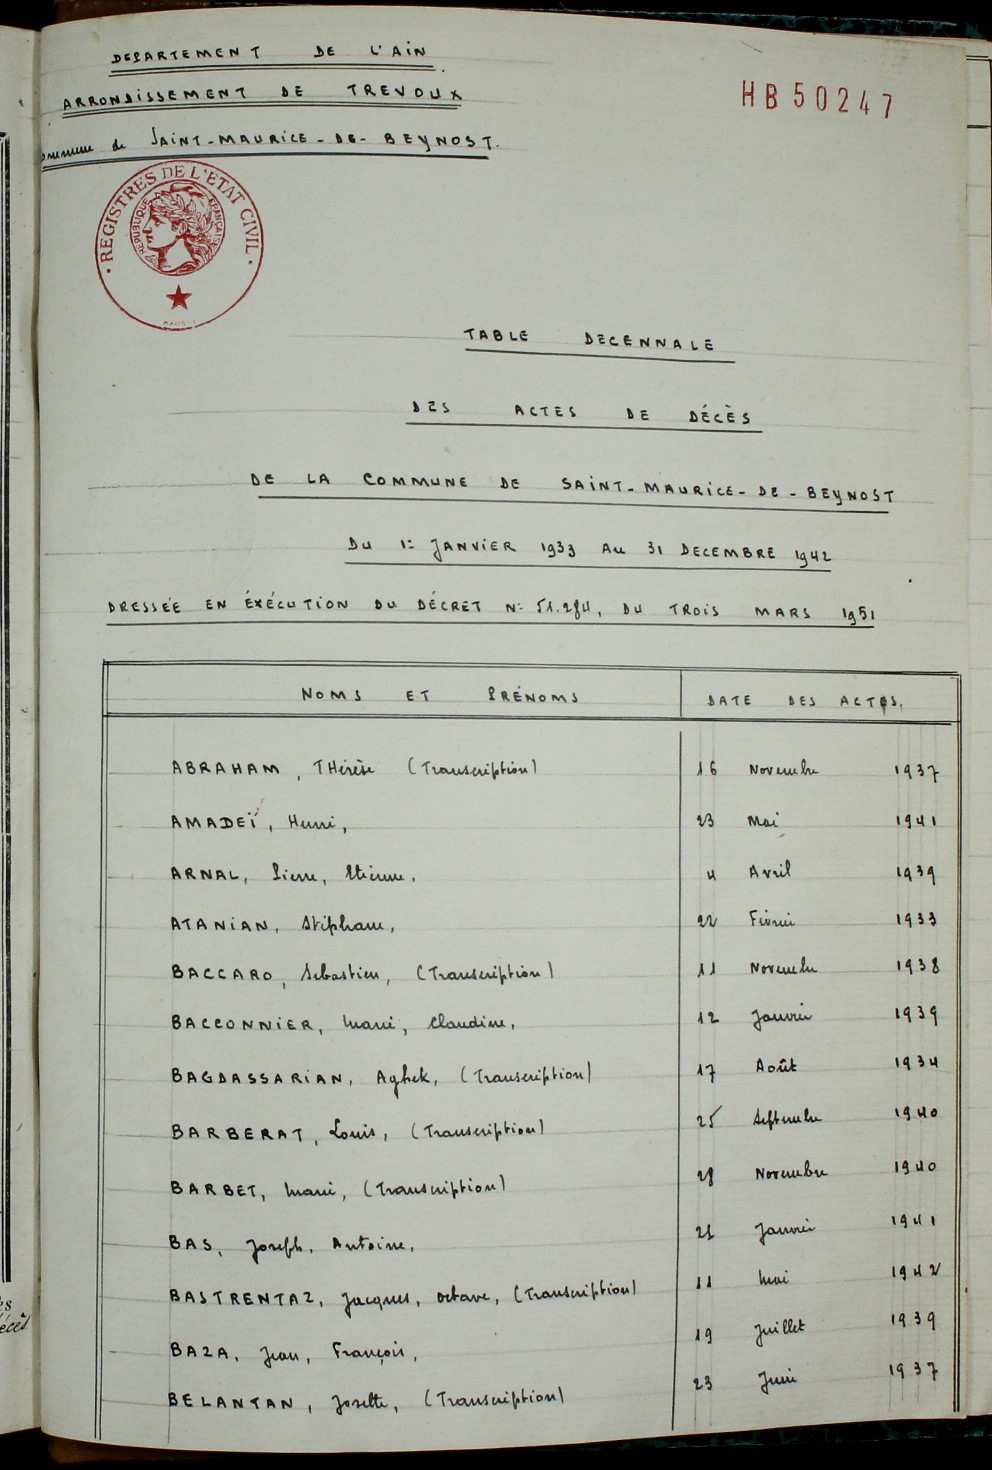 DEPARTEMENT DE L'AIN
HB 50247
ARRONDISSEMENT DE TREVOUX
Commune de SAINT-MAURICE-DE-BEYNOST.
REGISTRES DE L'ETAT CIVIL
REPUBLIQUE FRANÇAISE
TABLE DECENNALE
DES ACTES DE DÉCÈS
DE LA COMMUNE DE SAINT-MAURICE-DE-BEYNOST
DU 1er JANVIER 1933 AU 31 DECEMBRE 1942
DRESSÉE EN ÉXÉCUTION DU DÉCRET N° 51.284, DU TROIS MARS 1951
NOMS ET PRÉNOMS DATE DES ACTES.
ABRAHAM, THérèse (Transcription) 16 Novembre 1937
AMADEÏ, Henri, 23 Mai 1941
ARNAL, Pierre, Etienne, 4 Avril 1939
ATANIAN, Stéphane, 22 Février 1933
BACCARO, Sébastien, (Transcription) 11 Novembre 1938
BACCONNIER, Marie, Claudine, 12 Janvier 1939
BAGDASSARIAN, Aghek, (Transcription) 17 Août 1934
BARBERAT, Louis, (Transcription) 25 Septembre 1940
BARBET, Marie, (Transcription) 28 Novembre 1940
BAS, Joseph, Antoine, 21 Janvier 1941
BASTRENTAZ, Jacques, Octave, (Transcription) 11 Mai 1942
BAZA, Jean, François, 19 Juillet 1939
BELANTAN, Josette, (Transcription) 23 Juin 1937